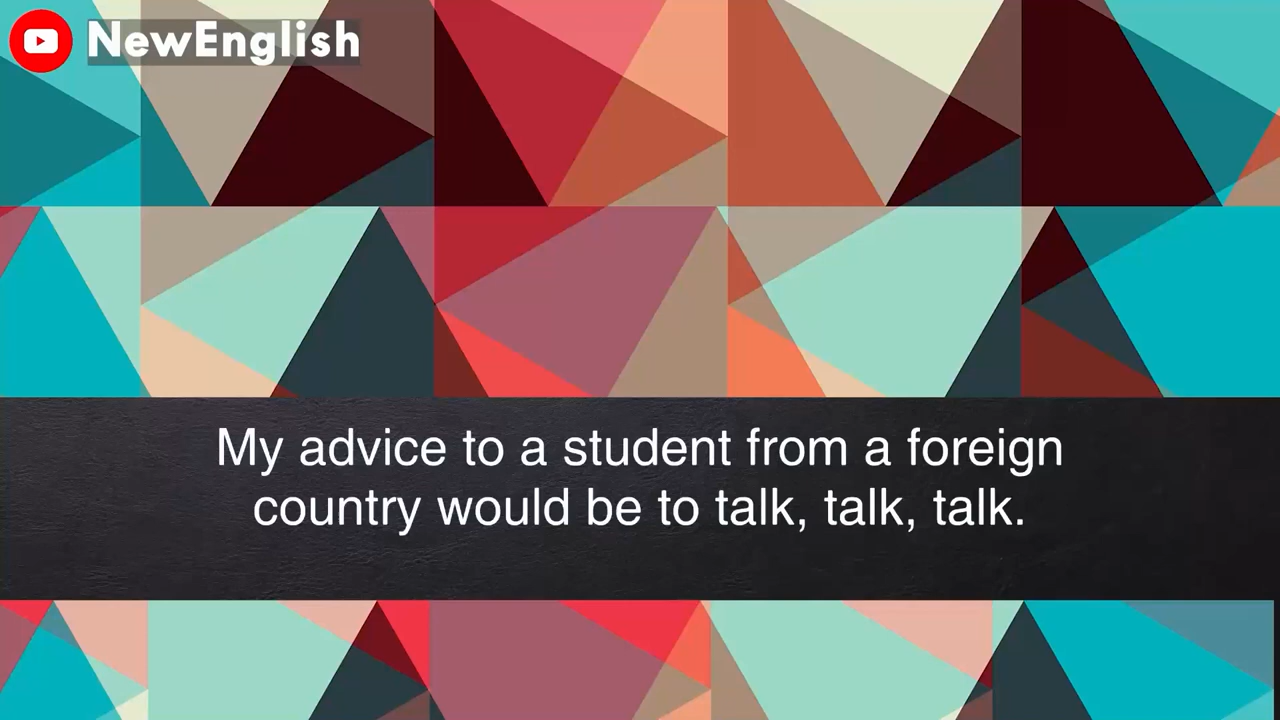 NewEnglish
My advice to a student from a foreign
country would be to talk, talk, talk.